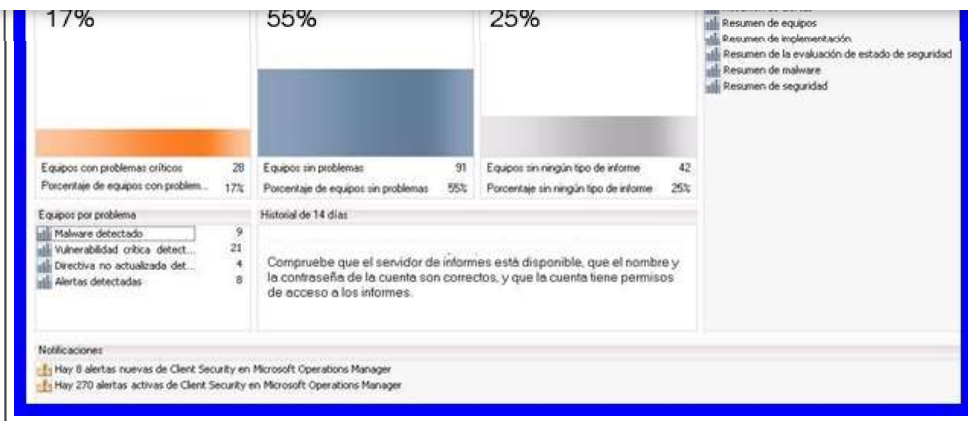 17%
55%
25%
Resumen de equipos
Resumen de implementación
Resumen de la evaluación de estado de seguridad
Resumen de malware
Resumen de seguridad
Equipos con problemas críticos 28
Porcentaje de equipos con problem... 17%
Equipos sin problemas 91
Porcentaje de equipos sin problemas 55%
Equipos sin ningún tipo de informe 42
Porcentaje sin ningún tipo de informe 25%
Equipos por problema
Malware detectado 9
Vulnerabilidad crítica detect... 21
Directiva no actualizada det... 4
Alertas detectadas 8
Historial de 14 días
Compruebe que el servidor de informes está disponible, que el nombre y
la contraseña de la cuenta son correctos, y que la cuenta tiene permisos
de acceso a los informes.
Notificaciones
Hay 8 alertas nuevas de Client Security en Microsoft Operations Manager
Hay 270 alertas activas de Client Security en Microsoft Operations Manager